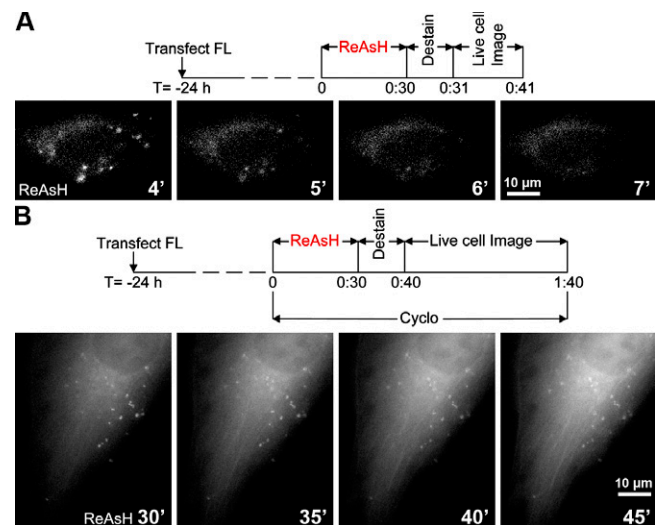 A
Transfect FL
ReAsH
Destain
Live cell
Image
T= -24 h
0
0:30
0:31
0:41
ReAsH
4’
5’
6’
7’
10 µm
B
Transfect FL
ReAsH
Destain
Live cell Image
T= -24 h
0
0:30
0:40
1:40
Cyclo
ReAsH 30’
35’
40’
45’
10 µm